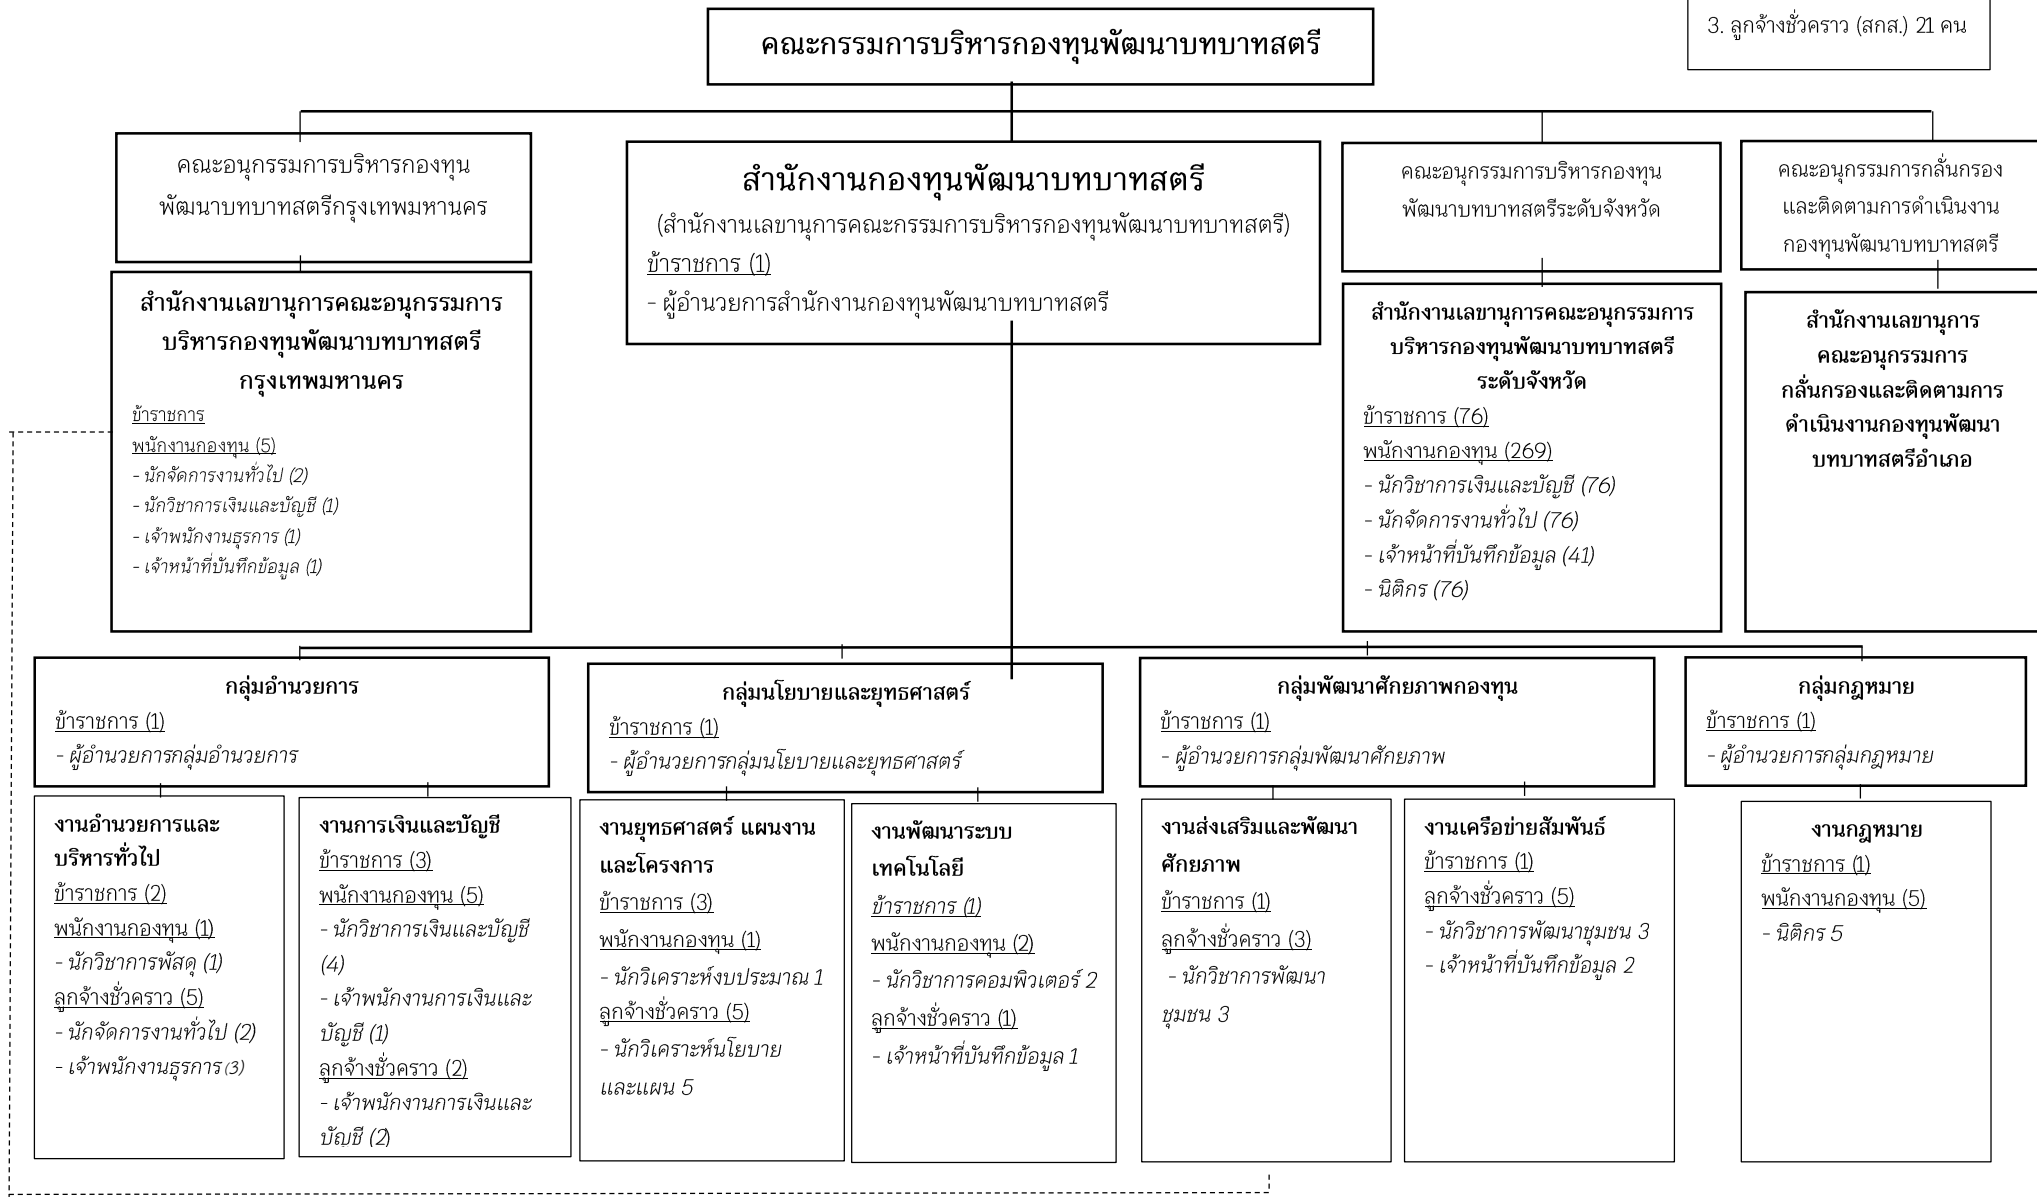 3. ลูกจ้างชั่วคราว (สกส.) 21 คน
คณะกรรมการบริหารกองทุนพัฒนาบทบาทสตรี
คณะอนุกรรมการบริหารกองทุน
พัฒนาบทบาทสตรีกรุงเทพมหานคร
สำนักงานเลขานุการคณะอนุกรรมการ
บริหารกองทุนพัฒนาบทบาทสตรี
กรุงเทพมหานคร
ข้าราชการ
พนักงานกองทุน (5)
- นักจัดการงานทั่วไป (2)
- นักวิชาการเงินและบัญชี (1)
- เจ้าพนักงานธุรการ (1)
- เจ้าหน้าที่บันทึกข้อมูล (1)
สำนักงานกองทุนพัฒนาบทบาทสตรี
(สำนักงานเลขานุการคณะกรรมการบริหารกองทุนพัฒนาบทบาทสตรี)
ข้าราชการ (1)
- ผู้อำนวยการสำนักงานกองทุนพัฒนาบทบาทสตรี
คณะอนุกรรมการบริหารกองทุน
พัฒนาบทบาทสตรีระดับจังหวัด
สำนักงานเลขานุการคณะอนุกรรมการ
บริหารกองทุนพัฒนาบทบาทสตรี
ระดับจังหวัด
ข้าราชการ (76)
พนักงานกองทุน (269)
- นักวิชาการเงินและบัญชี (76)
- นักจัดการงานทั่วไป (76)
- เจ้าหน้าที่บันทึกข้อมูล (41)
- นิติกร (76)
คณะอนุกรรมการกลั่นกรอง
และติดตามการดำเนินงาน
กองทุนพัฒนาบทบาทสตรี
สำนักงานเลขานุการ
คณะอนุกรรมการ
กลั่นกรองและติดตามการ
ดำเนินงานกองทุนพัฒนา
บทบาทสตรีอำเภอ
กลุ่มอำนวยการ
ข้าราชการ (1)
- ผู้อำนวยการกลุ่มอำนวยการ
งานอำนวยการและ
บริหารทั่วไป
ข้าราชการ (2)
พนักงานกองทุน (1)
- นักวิชาการพัสดุ (1)
ลูกจ้างชั่วคราว (5)
- นักจัดการงานทั่วไป (2)
- เจ้าพนักงานธุรการ (3)
งานการเงินและบัญชี
ข้าราชการ (3)
พนักงานกองทุน (5)
- นักวิชาการเงินและบัญชี
(4)
- เจ้าพนักงานการเงินและ
บัญชี (1)
ลูกจ้างชั่วคราว (2)
- เจ้าพนักงานการเงินและ
บัญชี (2)
กลุ่มนโยบายและยุทธศาสตร์
ข้าราชการ (1)
- ผู้อำนวยการกลุ่มนโยบายและยุทธศาสตร์
งานยุทธศาสตร์ แผนงาน
และโครงการ
ข้าราชการ (3)
พนักงานกองทุน (1)
- นักวิเคราะห์งบประมาณ 1
ลูกจ้างชั่วคราว (5)
- นักวิเคราะห์นโยบาย
และแผน 5
งานพัฒนาระบบ
เทคโนโลยี
ข้าราชการ (1)
พนักงานกองทุน (2)
- นักวิชาการคอมพิวเตอร์ 2
ลูกจ้างชั่วคราว (1)
- เจ้าหน้าที่บันทึกข้อมูล 1
กลุ่มพัฒนาศักยภาพกองทุน
ข้าราชการ (1)
- ผู้อำนวยการกลุ่มพัฒนาศักยภาพ
งานส่งเสริมและพัฒนา
ศักยภาพ
ข้าราชการ (1)
ลูกจ้างชั่วคราว (3)
- นักวิชาการพัฒนา
ชุมชน 3
งานเครือข่ายสัมพันธ์
ข้าราชการ (1)
ลูกจ้างชั่วคราว (5)
- นักวิชาการพัฒนาชุมชน 3
- เจ้าหน้าที่บันทึกข้อมูล 2
กลุ่มกฎหมาย
ข้าราชการ (1)
- ผู้อำนวยการกลุ่มกฎหมาย
งานกฎหมาย
ข้าราชการ (1)
พนักงานกองทุน (5)
- นิติกร 5